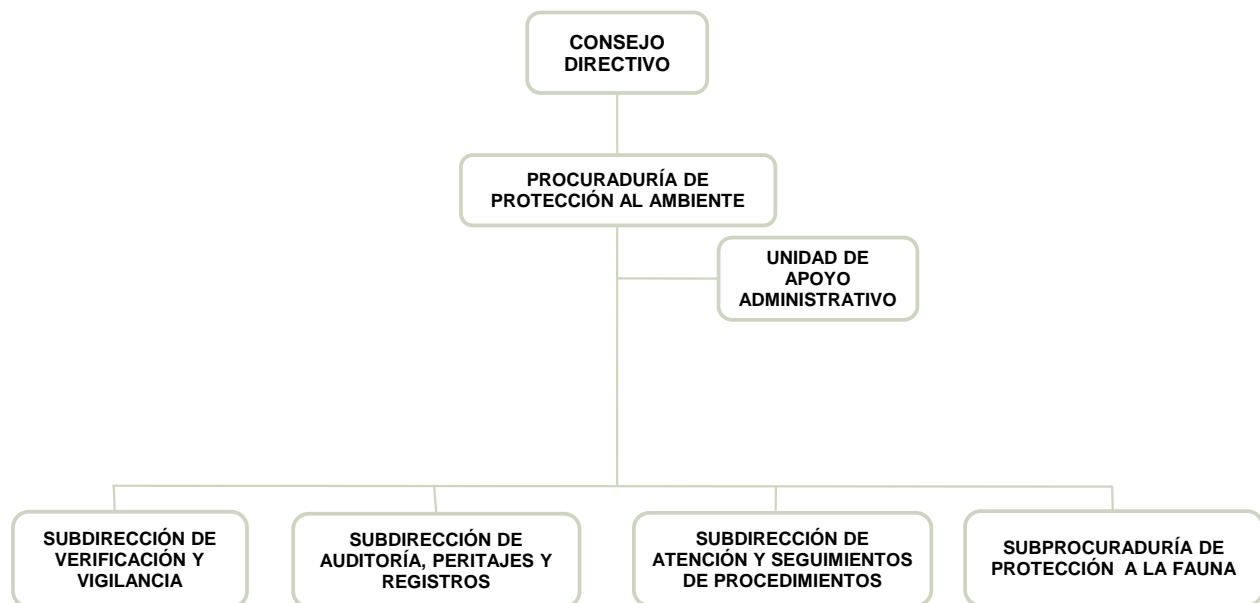 CONSEJO
DIRECTIVO
PROCURADURÍA DE
PROTECCIÓN AL AMBIENTE
UNIDAD DE
APOYO
ADMINISTRATIVO
SUBDIRECCIÓN DE
VERIFICACIÓN Y
VIGILANCIA
SUBDIRECCIÓN DE
AUDITORÍA, PERITAJES Y
REGISTROS
SUBDIRECCIÓN DE
ATENCIÓN Y SEGUIMIENTOS
DE PROCEDIMIENTOS
SUBPROCURADURÍA DE
PROTECCIÓN  A LA FAUNA